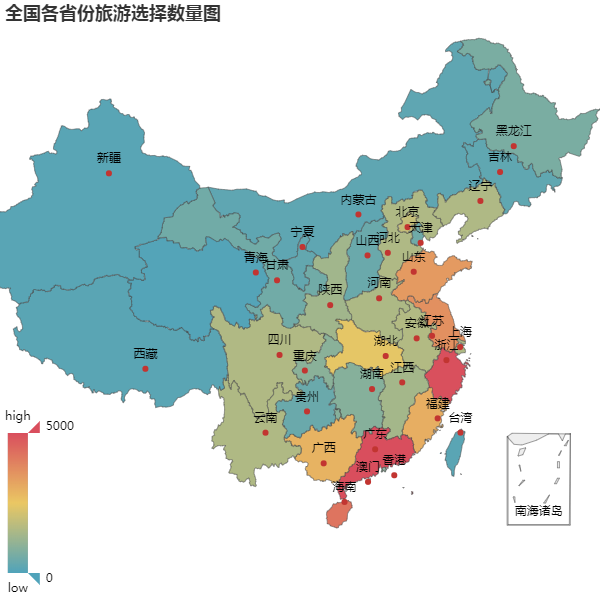 全国各省份旅游选择数量图
黑龙江
新疆
吉林
辽宁
内蒙古
北京
天津
宁夏
山西
河北
青海
甘肃
山东
陕西
河南
安徽
江苏
上海
四川
湖北
浙江
西藏
重庆
湖南
江西
贵州
福建
云南
台湾
广西
广东
澳门
香港
海南
南海诸岛
high
5000
0
low